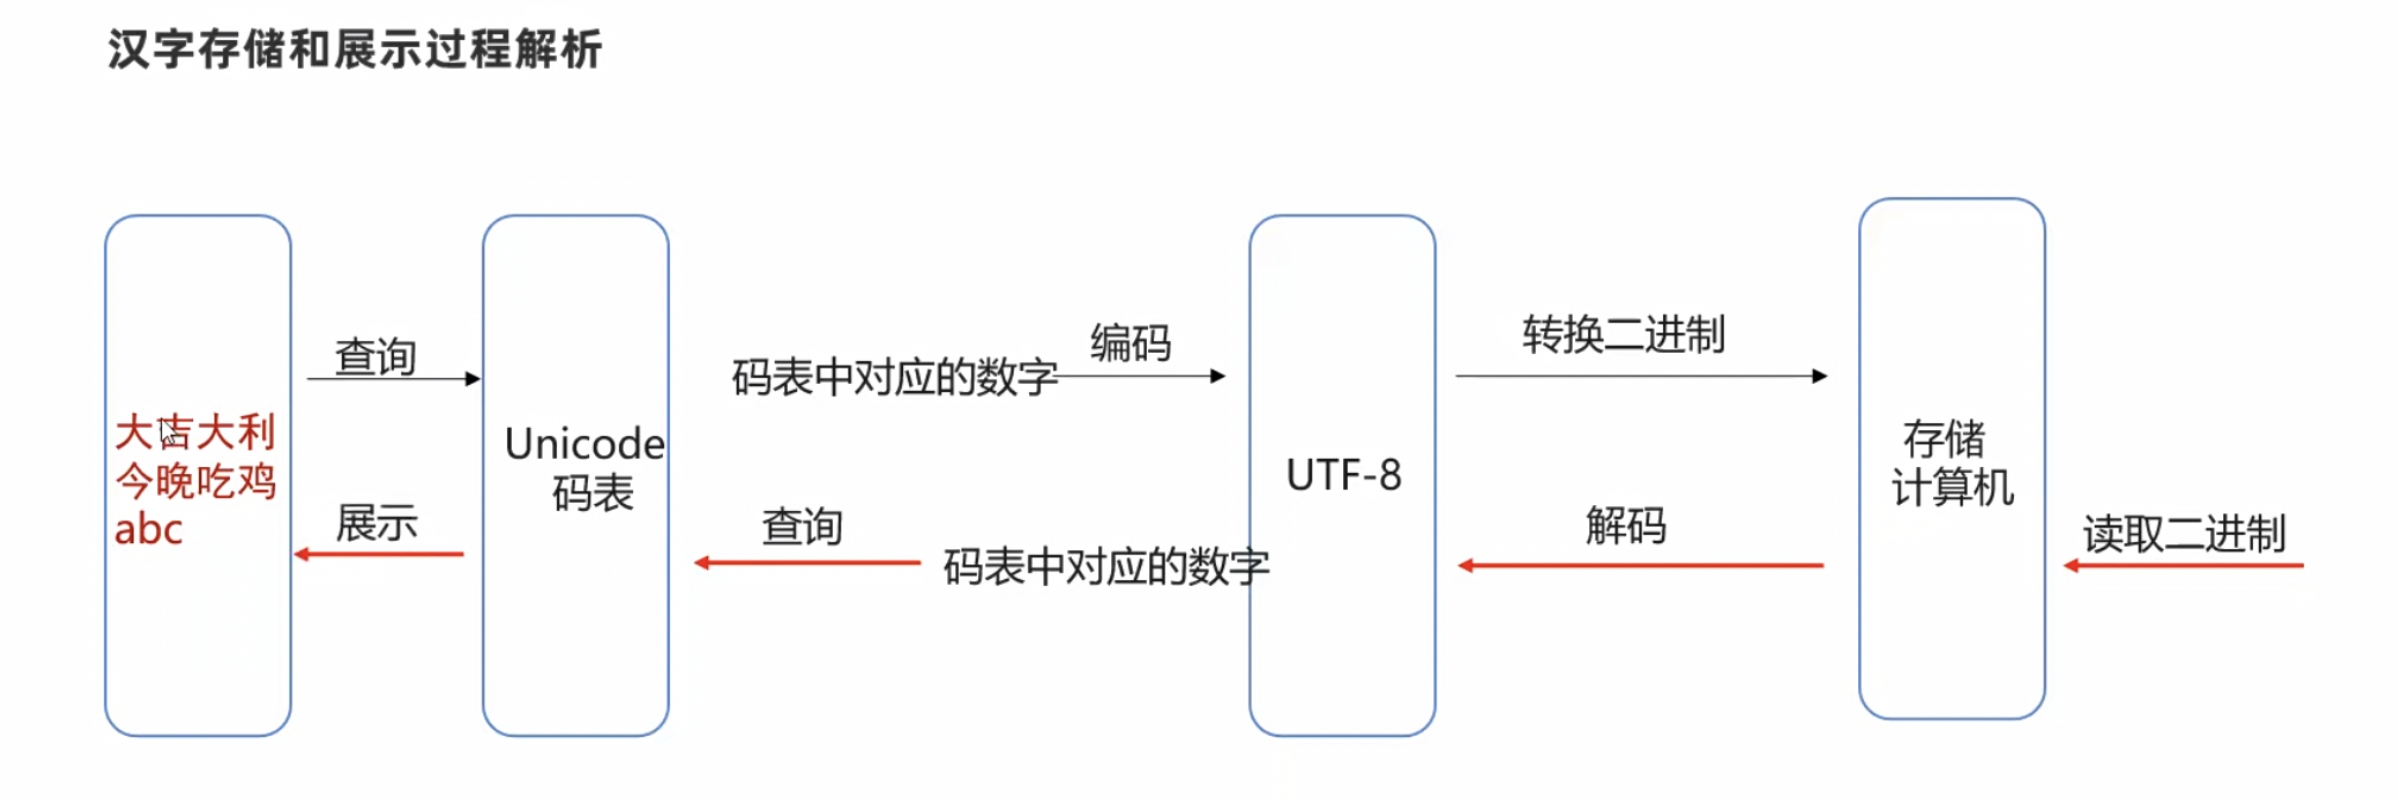 汉字存储和展示过程解析
查询
码表中对应的数字
编码
转换二进制
大吉大利
今晚吃鸡
abc
Unicode
码表
UTF-8
存储
计算机
展示
查询
码表中对应的数字
解码
读取二进制